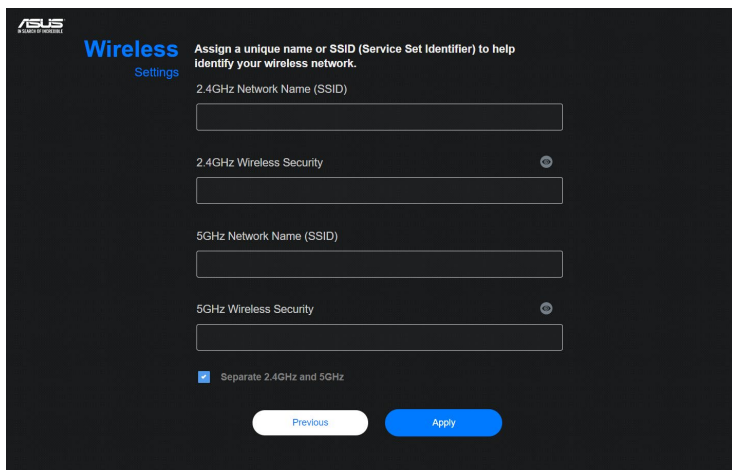 ASUS
IN SEARCH OF INCREDIBLE
Wireless
Settings
Assign a unique name or SSID (Service Set Identifier) to help
identify your wireless network.
2.4GHz Network Name (SSID)
2.4GHz Wireless Security
5GHz Network Name (SSID)
5GHz Wireless Security
Separate 2.4GHz and 5GHz
Previous
Apply